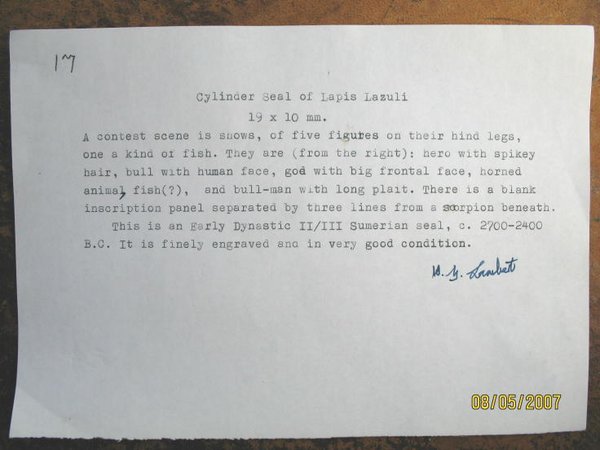 17
Cylinder Seal of Lapis Lazuli
19 x 10 mm.
A contest scene is shows, of five figures on their hind legs,
one a kind of fish. They are (from the right): hero with spikey
hair, bull with human face, god with big frontal face, horned
animal, fish(?), and bull-man with long plait. There is a blank
inscription panel separated by three lines from a scorpion beneath.
This is an Early Dynastic II/III Sumerian seal, c. 2700-2400
B.C. It is finely engraved and in very good condition.
W. G. Lambert
08/05/2007